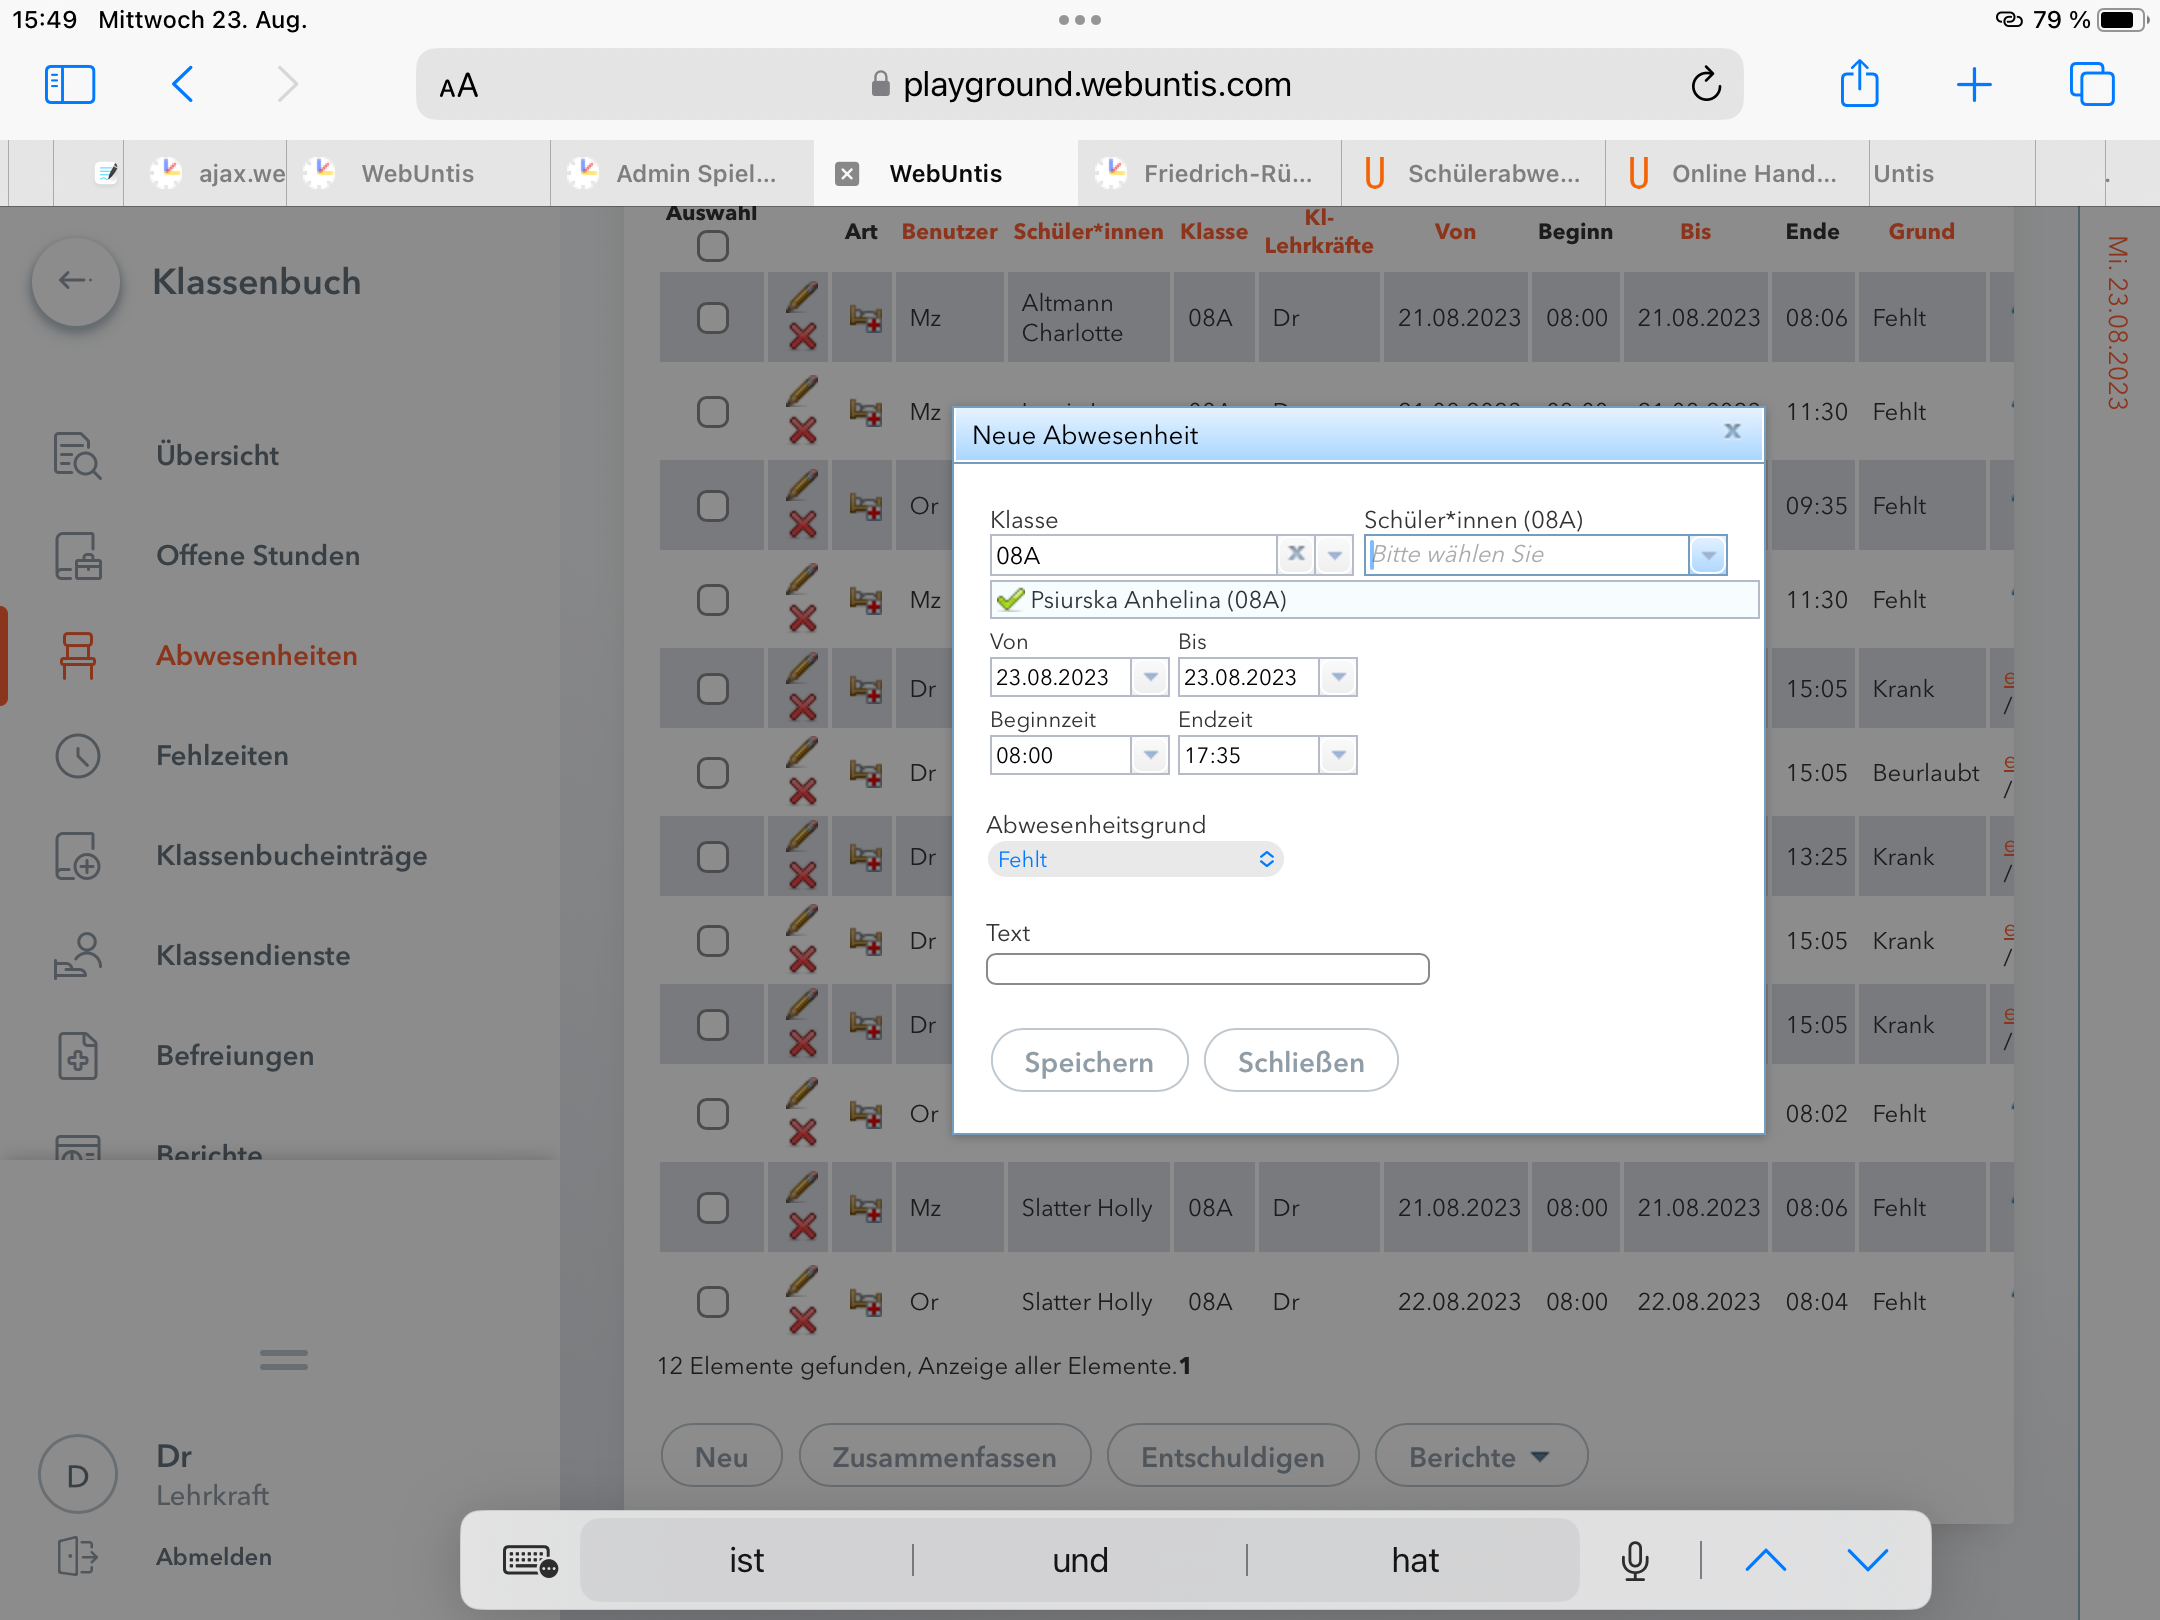 15:49 Mittwoch 23. Aug.
79 %
AA
playground.webuntis.com
ajax.we
WebUntis
Admin Spiel...
WebUntis
Friedrich-Rü...
Schülerabwe...
Online Hand...
Untis
Klassenbuch
Übersicht
Offene Stunden
Abwesenheiten
Fehlzeiten
Klassenbucheinträge
Klassendienste
Befreiungen
Berichte
D
Dr
Lehrkraft
Abmelden
Auswahl Art Benutzer Schüler*innen Klasse Kl-Lehrkräfte Von Beginn Bis Ende Grund
Mz Altmann Charlotte 08A Dr 21.08.2023 08:00 21.08.2023 08:06 Fehlt
Mz 11:30 Fehlt
Or 09:35 Fehlt
Mz 11:30 Fehlt
Dr 15:05 Krank e /
Dr 15:05 Beurlaubt e /
Dr 13:25 Krank e /
Dr 15:05 Krank e /
Dr 15:05 Krank e /
Or 08:02 Fehlt
Mz Slatter Holly 08A Dr 21.08.2023 08:00 21.08.2023 08:06 Fehlt
Or Slatter Holly 08A Dr 22.08.2023 08:00 22.08.2023 08:04 Fehlt
12 Elemente gefunden, Anzeige aller Elemente.1
Neu
Zusammenfassen
Entschuldigen
Berichte
Mi. 23.08.2023
Neue Abwesenheit
x
Klasse
Schüler*innen (08A)
08A
x
Bitte wählen Sie
Psiurska Anhelina (08A)
Von
Bis
23.08.2023
23.08.2023
Beginnzeit
Endzeit
08:00
17:35
Abwesenheitsgrund
Fehlt
Text
Speichern
Schließen
ist
und
hat